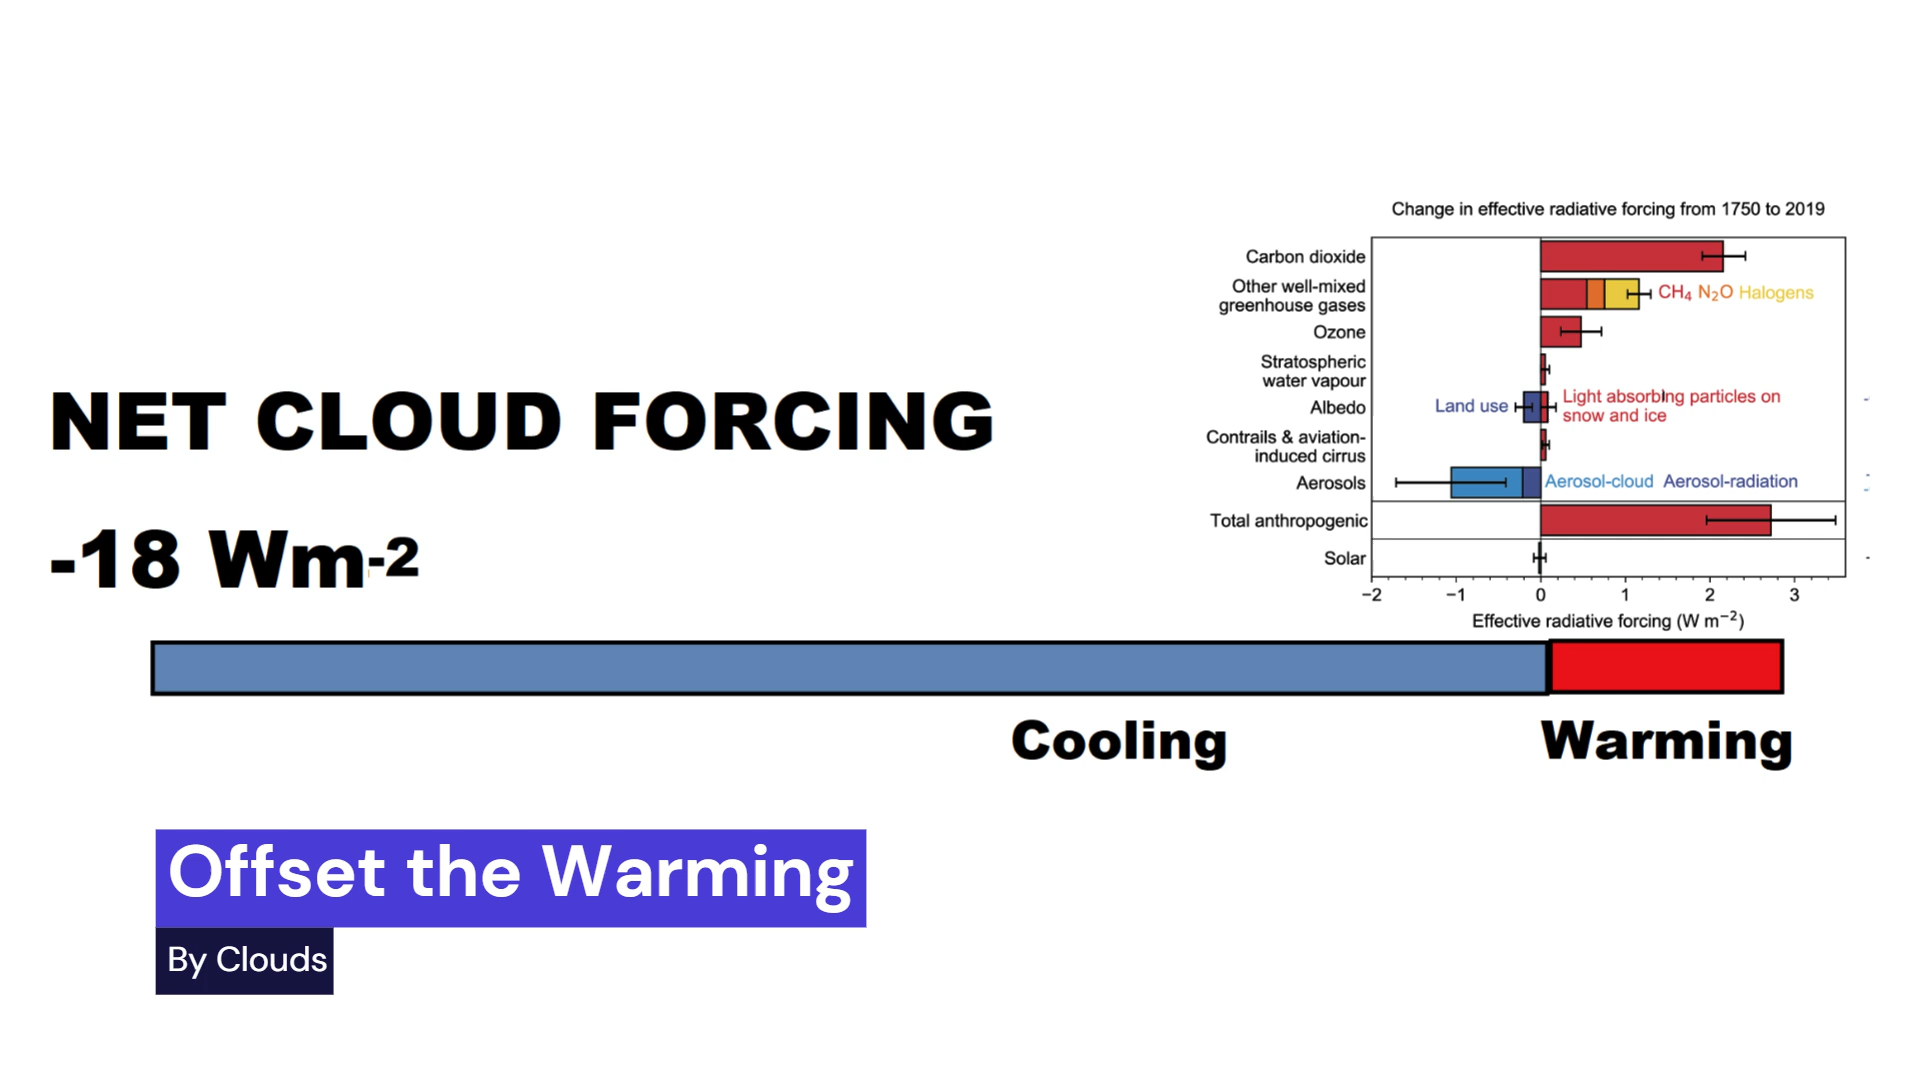 Change in effective radiative forcing from 1750 to 2019
Carbon dioxide
Other well-mixed
greenhouse gases
CH₄ N₂O Halogens
Ozone
Stratospheric
water vapour
Albedo
Land use
Light absorbing particles on
snow and ice
Contrails & aviation-
induced cirrus
Aerosols
Aerosol-cloud Aerosol-radiation
Total anthropogenic
Solar
−2 −1 0 1 2 3
Effective radiative forcing (W m⁻²)
NET CLOUD FORCING
-18 Wm-2
Cooling
Warming
Offset the Warming
By Clouds